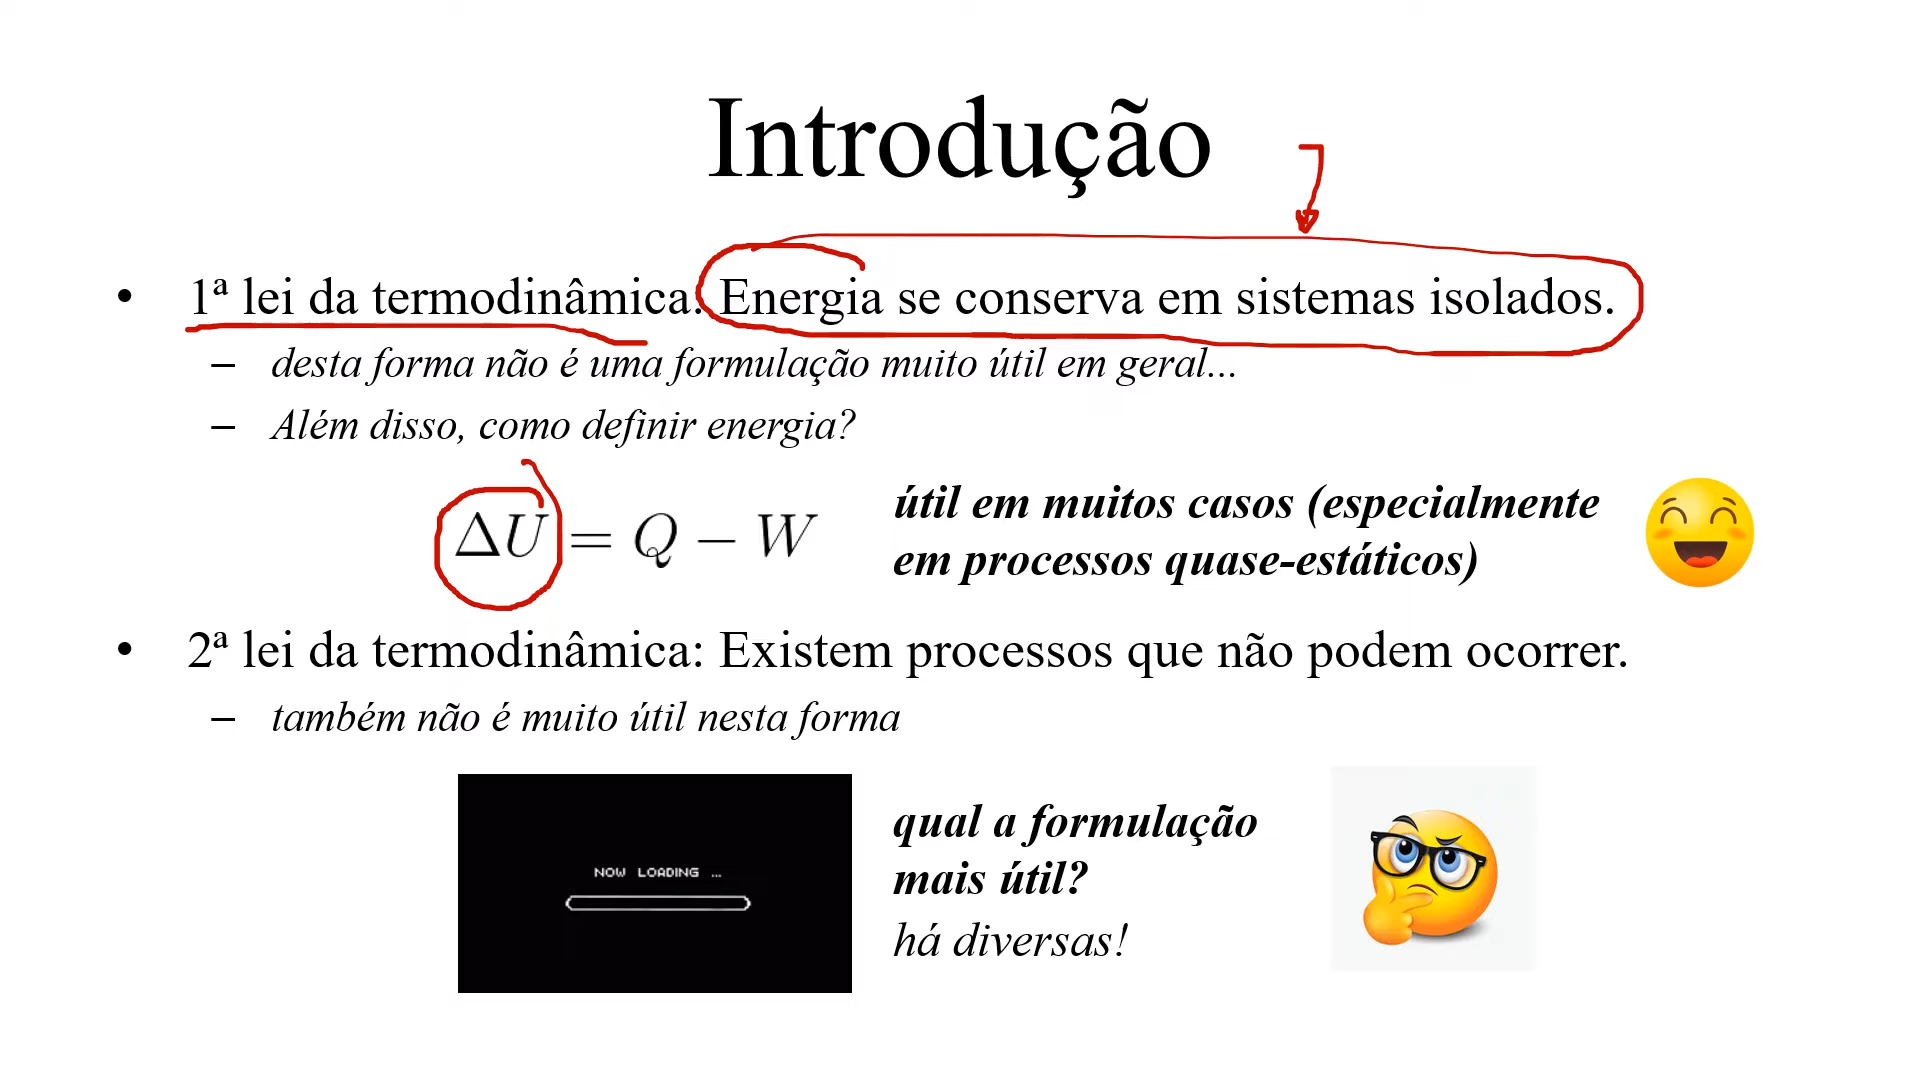 Introdução
• 1ª lei da termodinâmica: Energia se conserva em sistemas isolados.
– desta forma não é uma formulação muito útil em geral...
– Além disso, como definir energia?
ΔU = Q − W
útil em muitos casos (especialmente
em processos quase-estáticos)
• 2ª lei da termodinâmica: Existem processos que não podem ocorrer.
– também não é muito útil nesta forma
NOW LOADING ...
qual a formulação
mais útil?
há diversas!